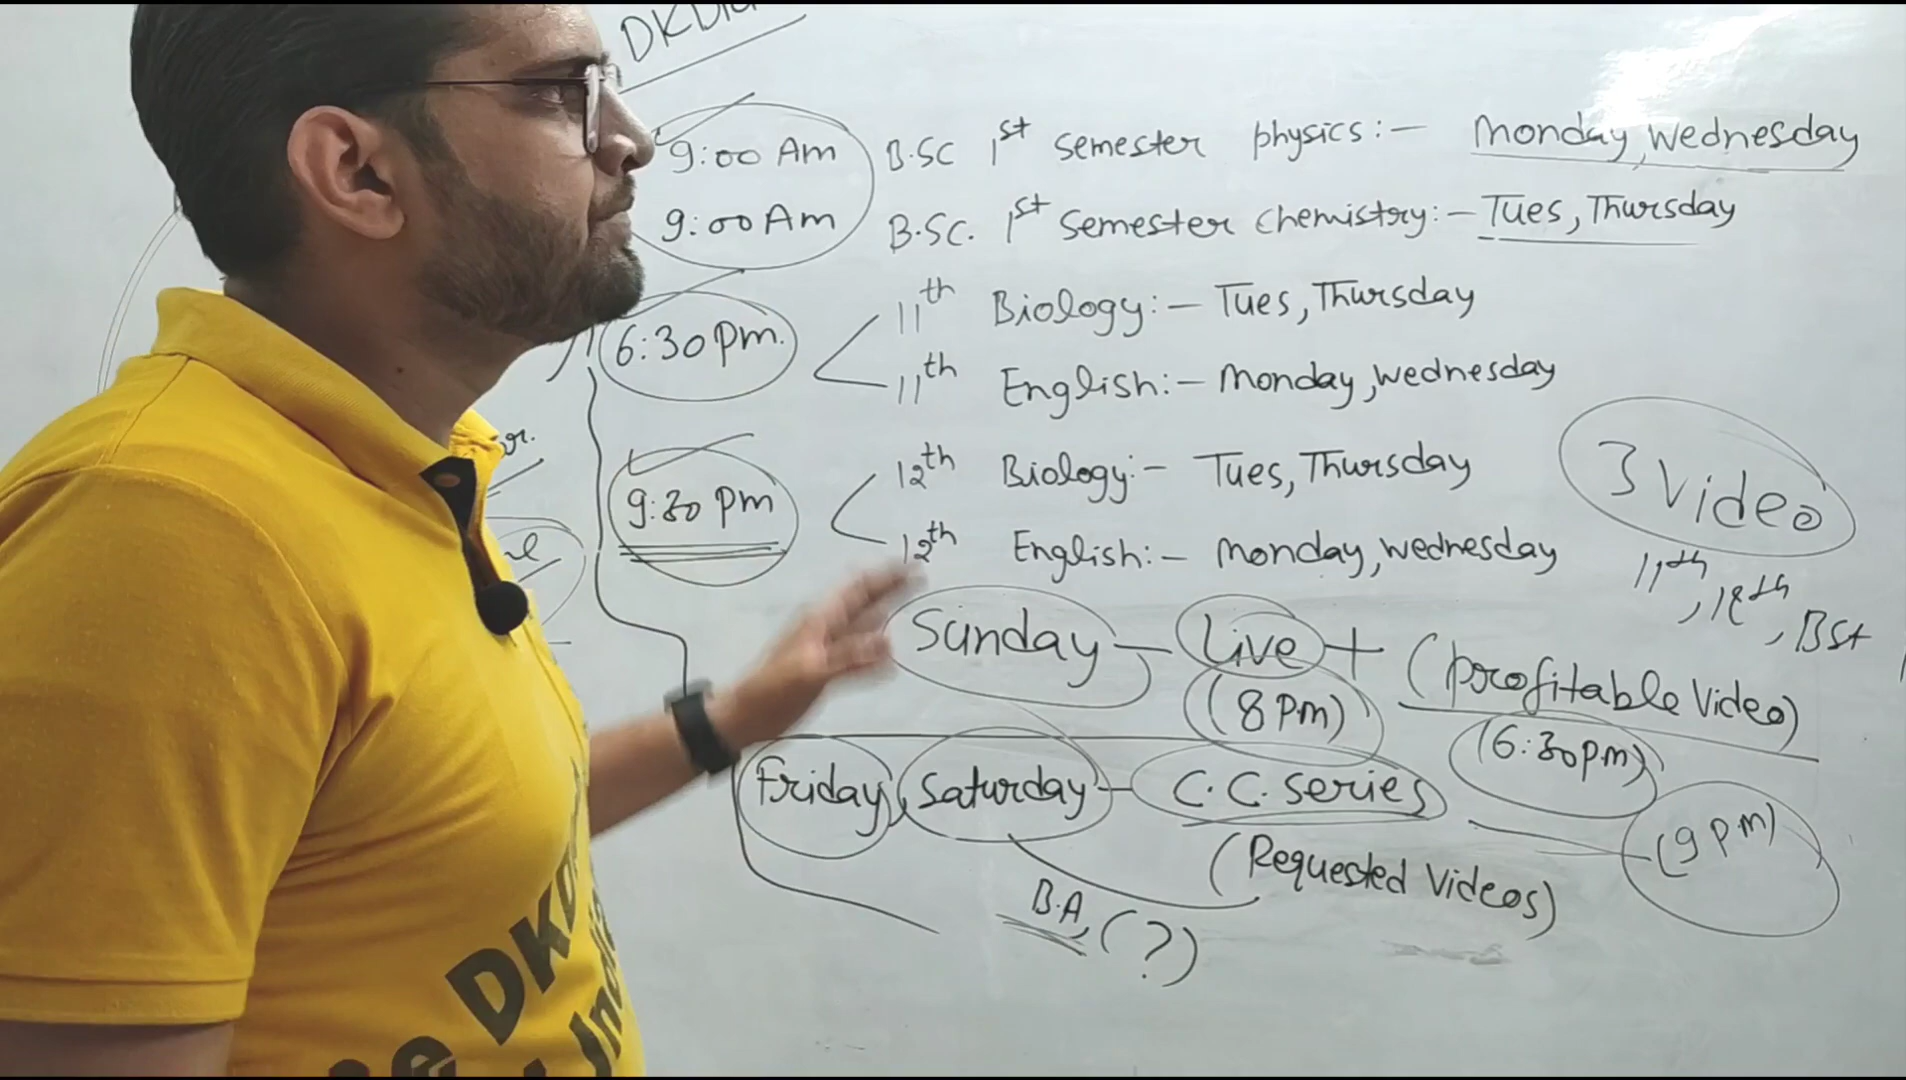 9:00 Am B.SC 1st semester physics:- Monday, Wednesday
9:00 Am B.SC. 1st semester chemistry:- Tues, Thursday
6:30 pm.
11th Biology:- Tues, Thursday
11th English:- Monday, Wednesday
9:30 pm
12th Biology:- Tues, Thursday
12th English:- Monday, Wednesday
3 Video
11th, 12th,
Sunday - Live + (profitable Video)
(8 pm) (6:30pm)
Friday, Saturday - C.C. series (9 pm)
(Requested Videos)
B.A, (?)